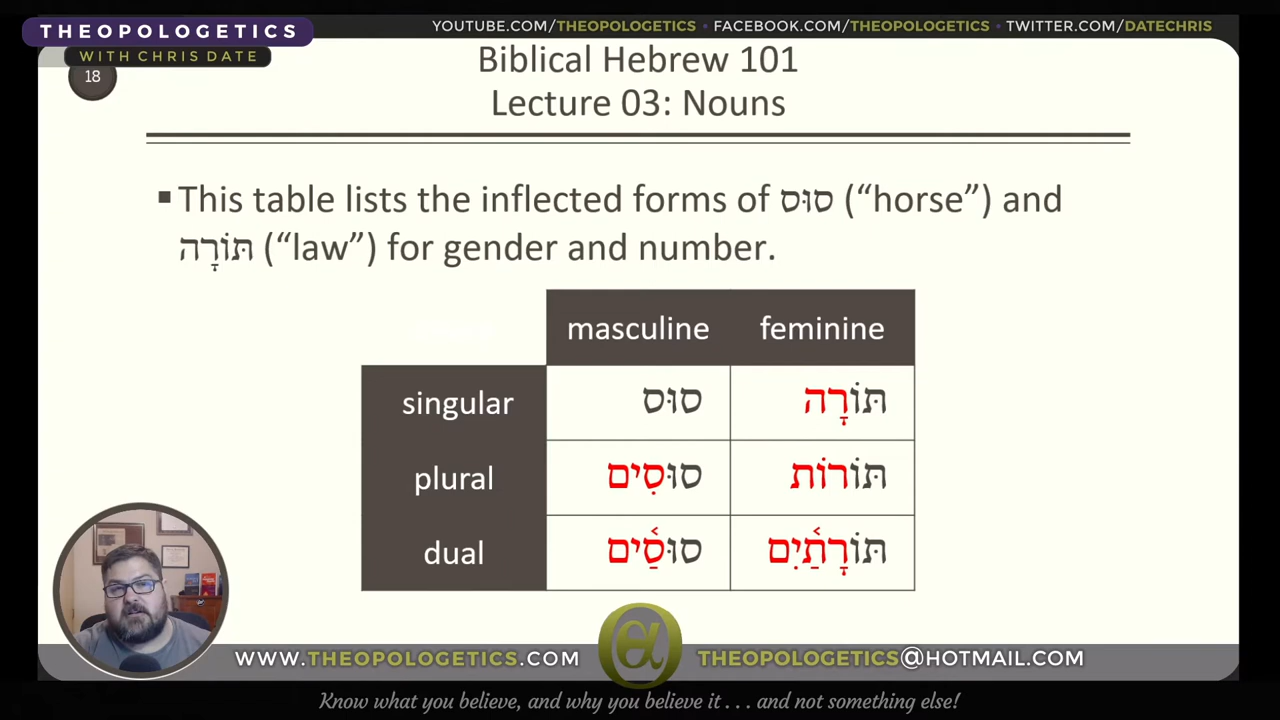 THEOPOLOGETICS
WITH CHRIS DATE
YOUTUBE.COM/THEOPOLOGETICS • FACEBOOK.COM/THEOPOLOGETICS • TWITTER.COM/DATECHRIS
18
Biblical Hebrew 101
Lecture 03: Nouns
▪ This table lists the inflected forms of סוּס (“horse”) and
תּוֹרָה (“law”) for gender and number.
masculine feminine
singular סוּס תּוֹרָה
plural סוּסִים תּוֹרוֹת
dual סוּסַ֫יִם תּוֹרָתַ֫יִם
WWW.THEOPOLOGETICS.COM THEOPOLOGETICS@HOTMAIL.COM
Know what you believe, and why you believe it . . . and not something else!